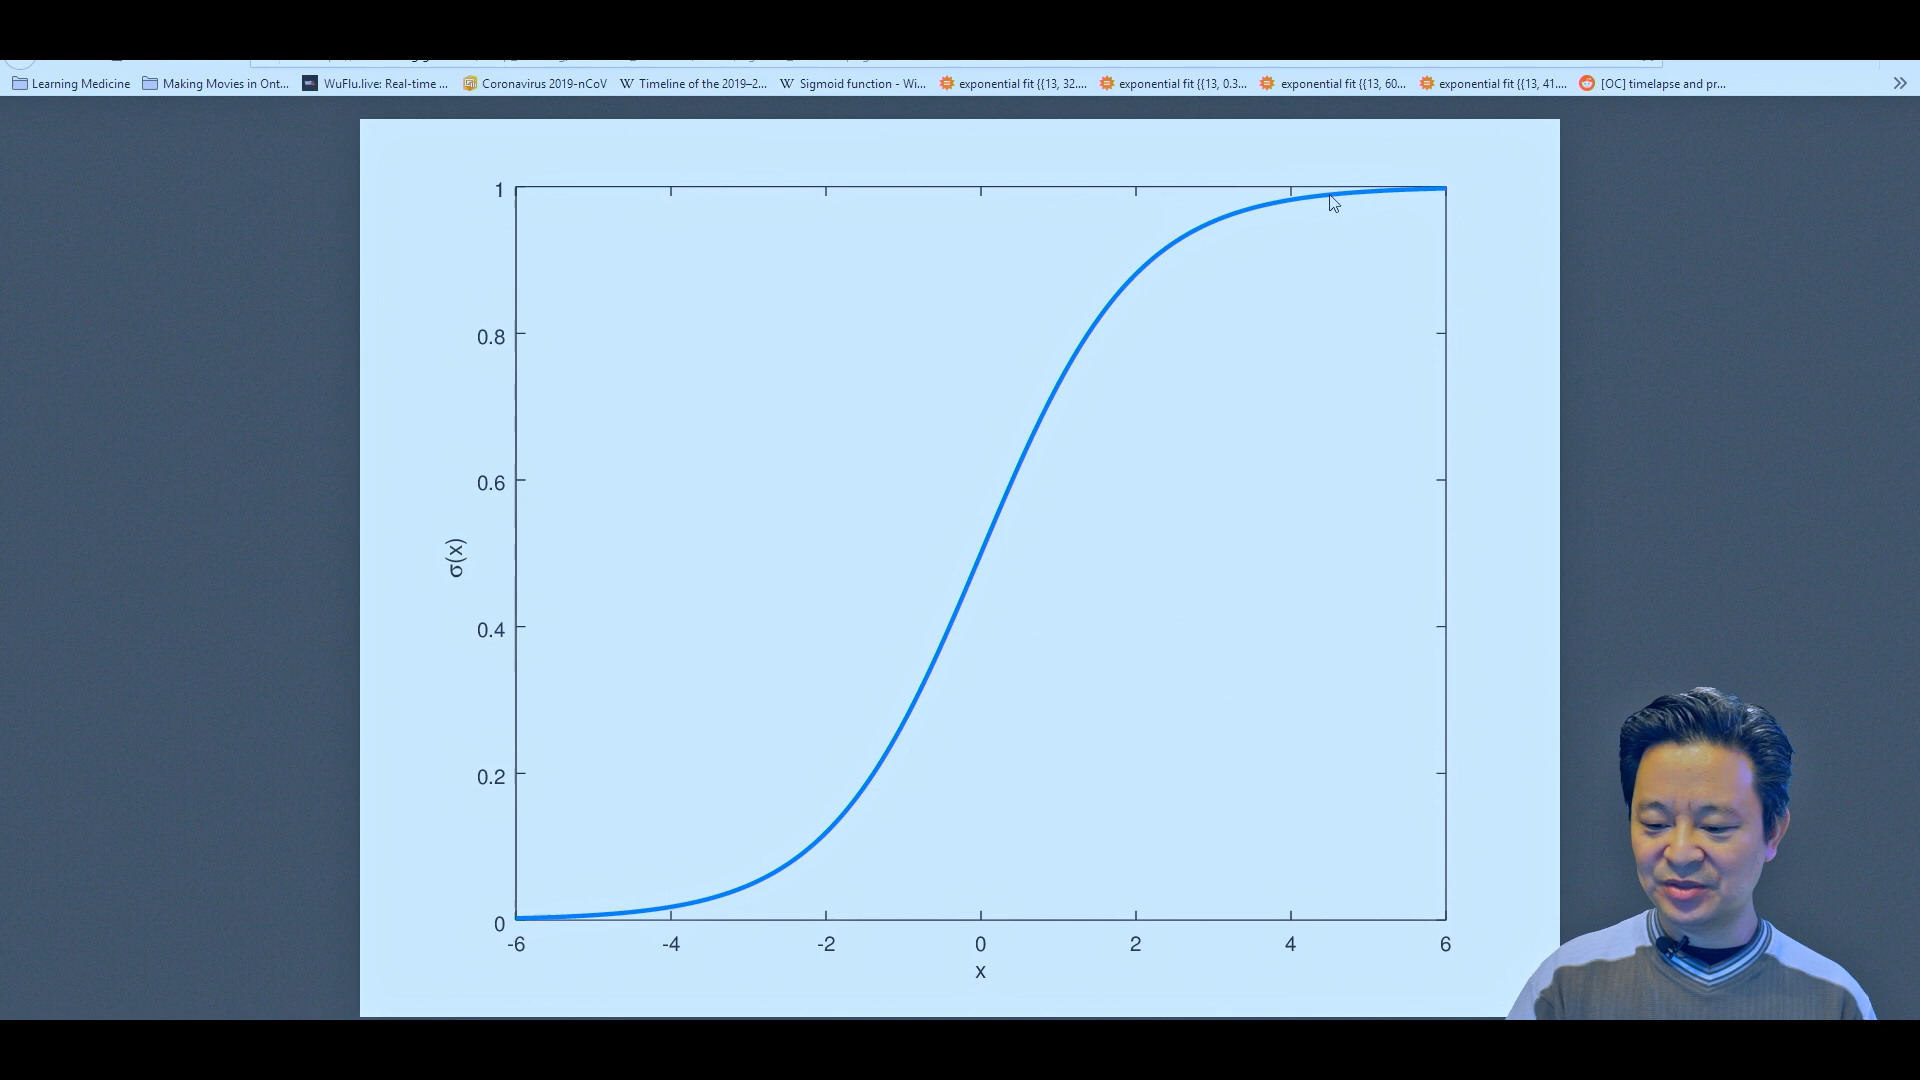 Learning Medicine Making Movies in Ont... WuFlu.live: Real-time ... Coronavirus 2019-nCoV Timeline of the 2019–2... Sigmoid function - Wi... exponential fit {{13, 32.... exponential fit {{13, 0.3... exponential fit {{13, 60... exponential fit {{13, 41.... [OC] timelapse and pr...
1
0.8
0.6
σ(x)
0.4
0.2
0
-6 -4 -2 0 2 4 6
x